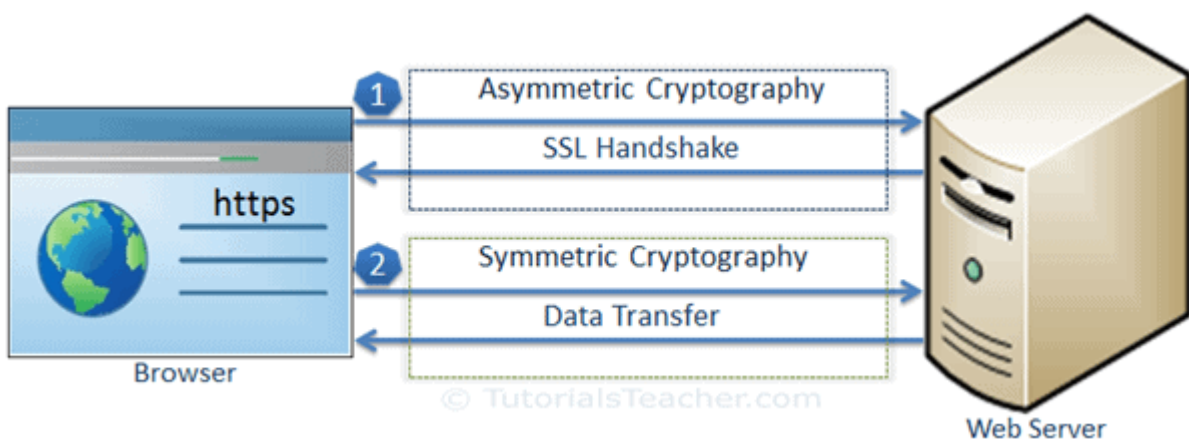 1
Asymmetric Cryptography
SSL Handshake
https
2
Symmetric Cryptography
Data Transfer
Browser
© TutorialsTeacher.com
Web Server